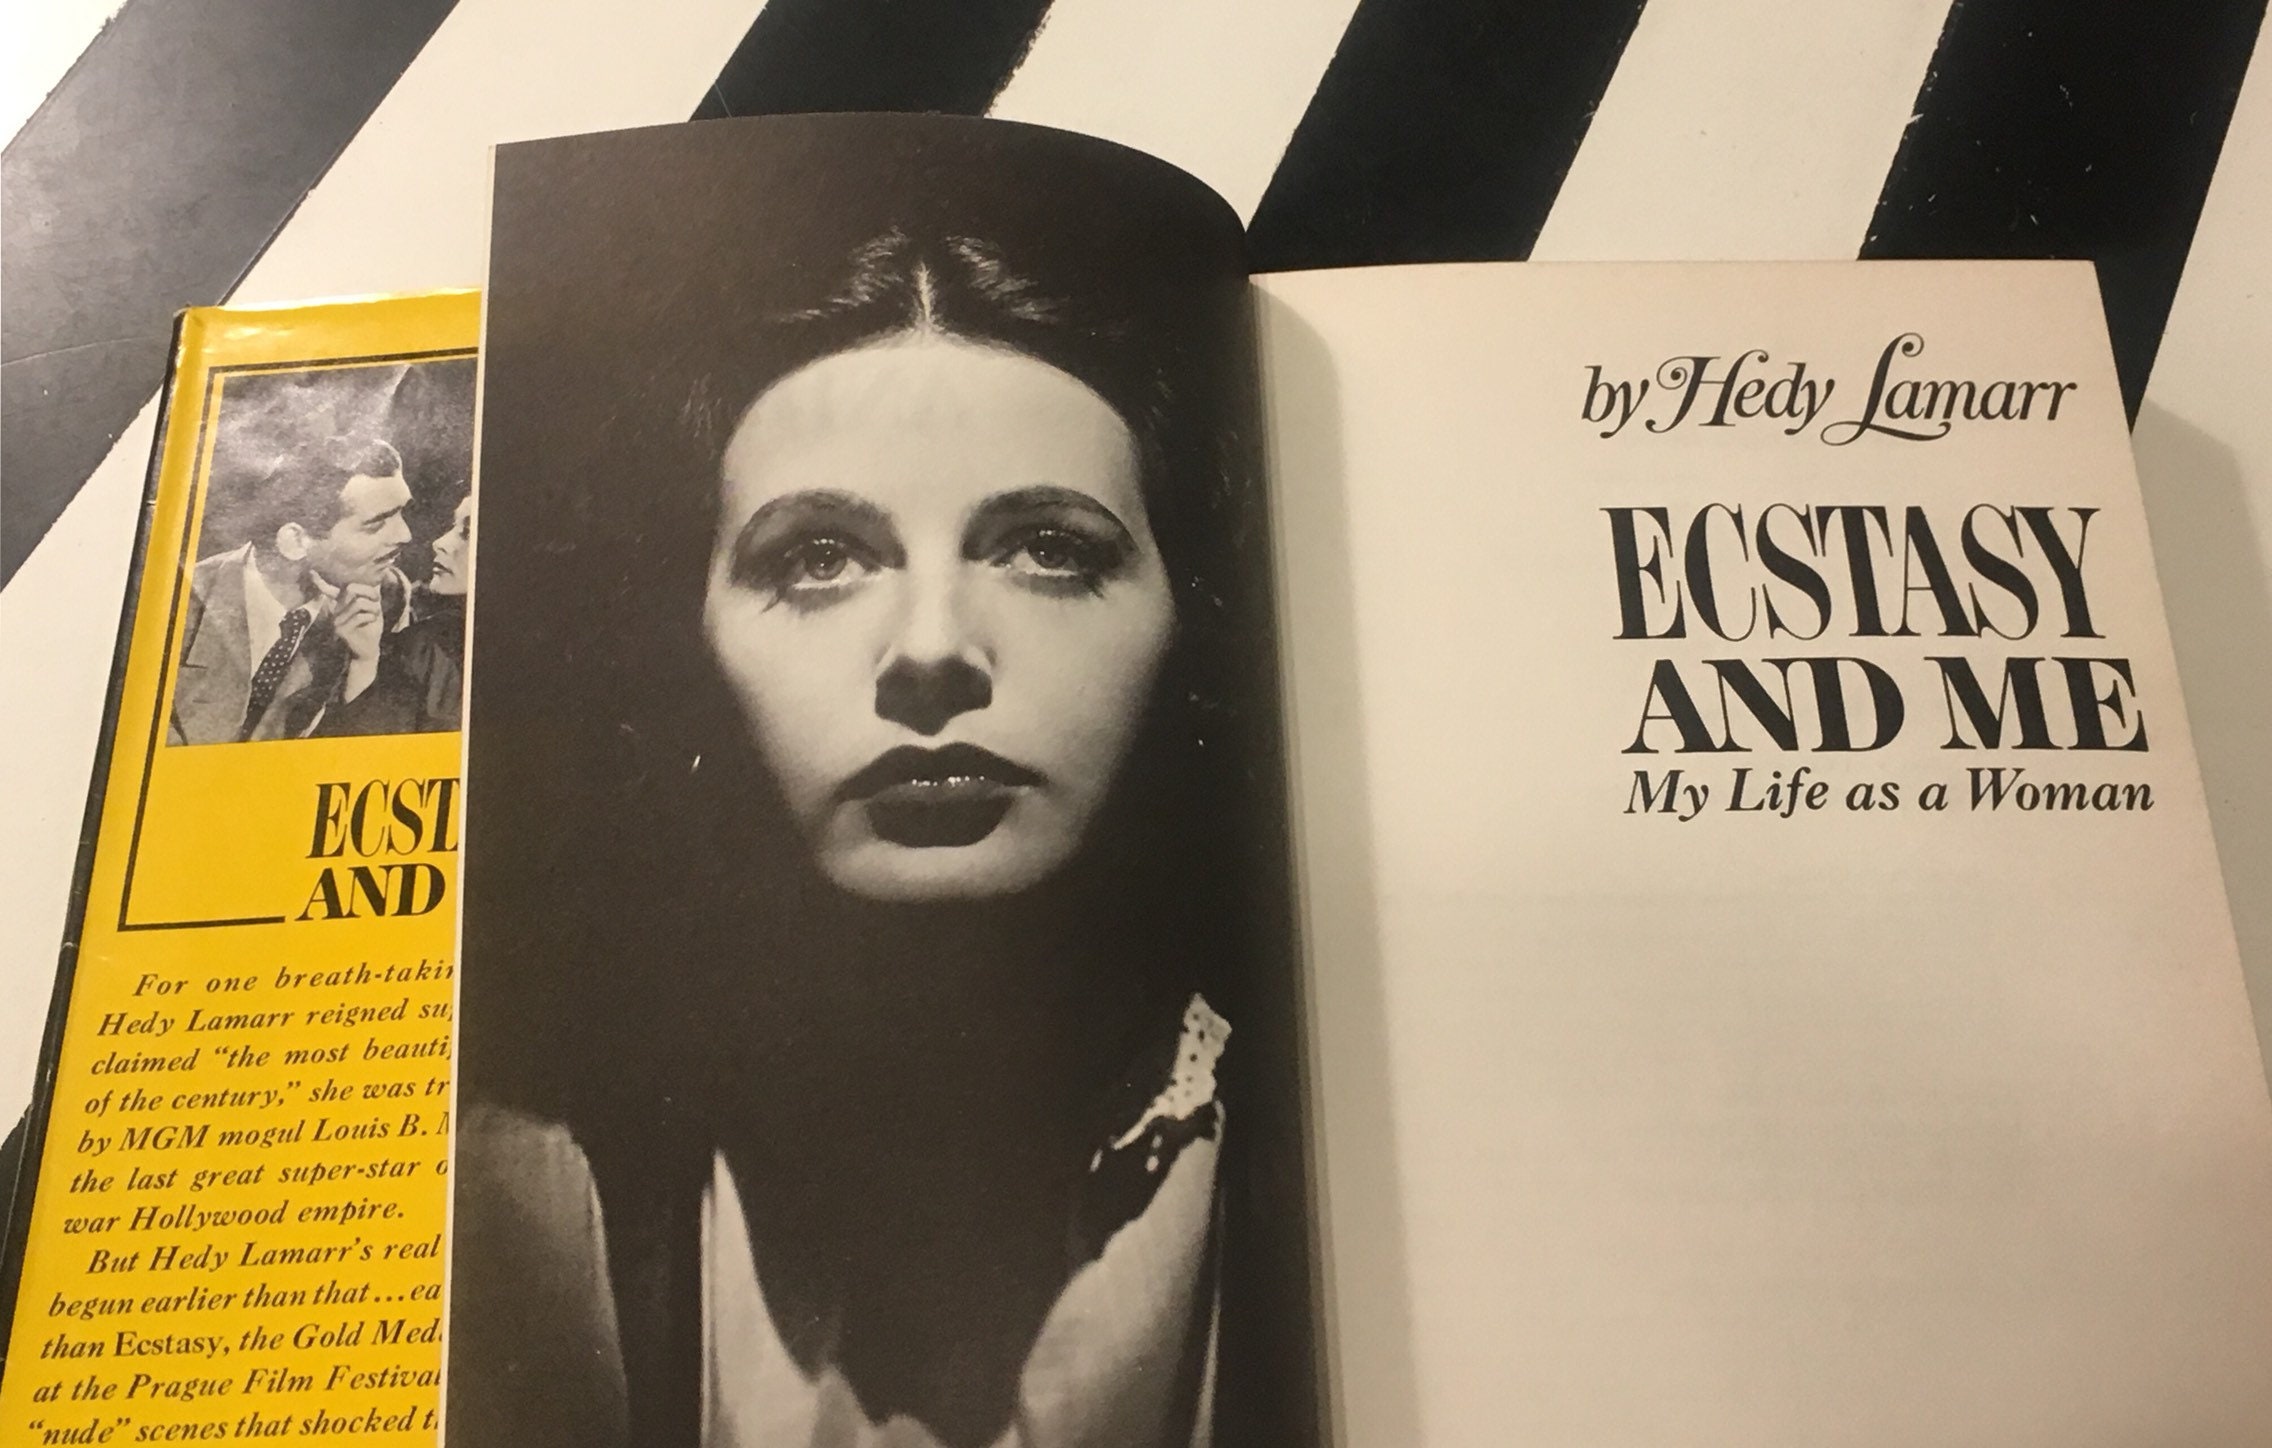 ECST
AND
For one breath-takin
Hedy Lamarr reigned su
claimed "the most beauti
of the century," she was tr
by MGM mogul Louis B. M
the last great super-star o
war Hollywood empire.
But Hedy Lamarr's real
begun earlier than that...ea
than Ecstasy, the Gold Med
at the Prague Film Festival
"nude" scenes that shocked t
by Hedy Lamarr
ECSTASY
AND ME
My Life as a Woman